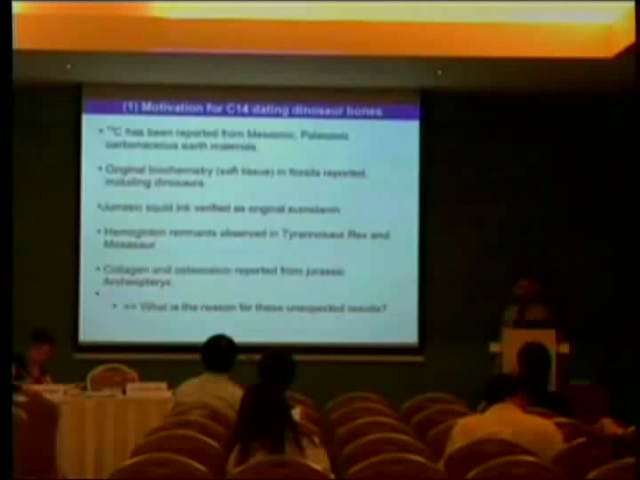 (1) Motivation for C14 dating dinosaur bones
• ¹⁴C has been reported from Mesozoic, Paleozoic
carbonaceous earth materials.
• Original biochemistry (soft tissue) in fossils reported,
including dinosaurs.
•Jurassic squid ink verified as original eumelanin
• Hemoglobin remnants observed in Tyrannosaur Rex and
Mosasaur
• Collagen and osteocalcin reported from jurassic
Archeopteryx.
•
• => What is the reason for these unexpected results?